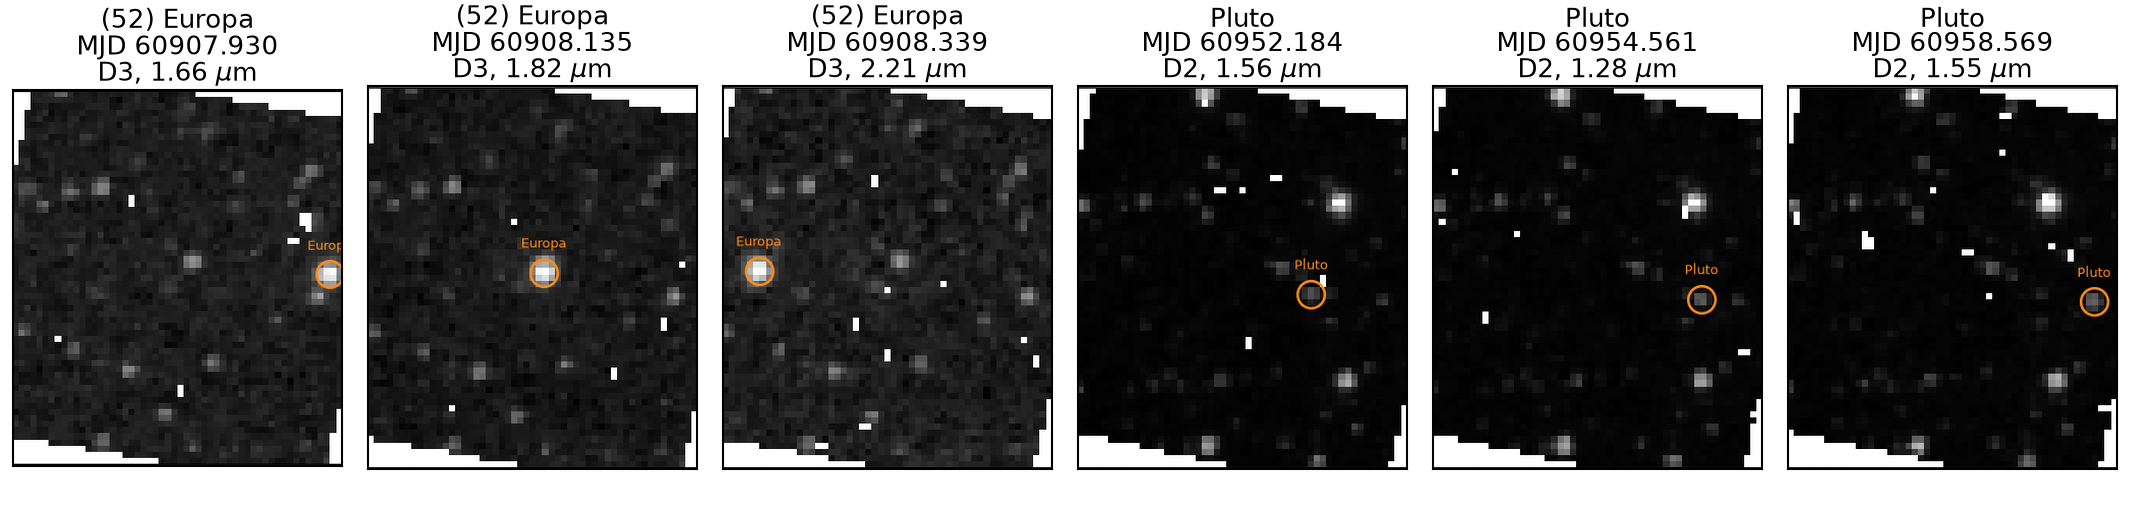 (52) Europa
MJD 60907.930
D3, 1.66 μm
Europ
(52) Europa
MJD 60908.135
D3, 1.82 μm
Europa
(52) Europa
MJD 60908.339
D3, 2.21 μm
Europa
Pluto
MJD 60952.184
D2, 1.56 μm
Pluto
Pluto
MJD 60954.561
D2, 1.28 μm
Pluto
Pluto
MJD 60958.569
D2, 1.55 μm
Pluto